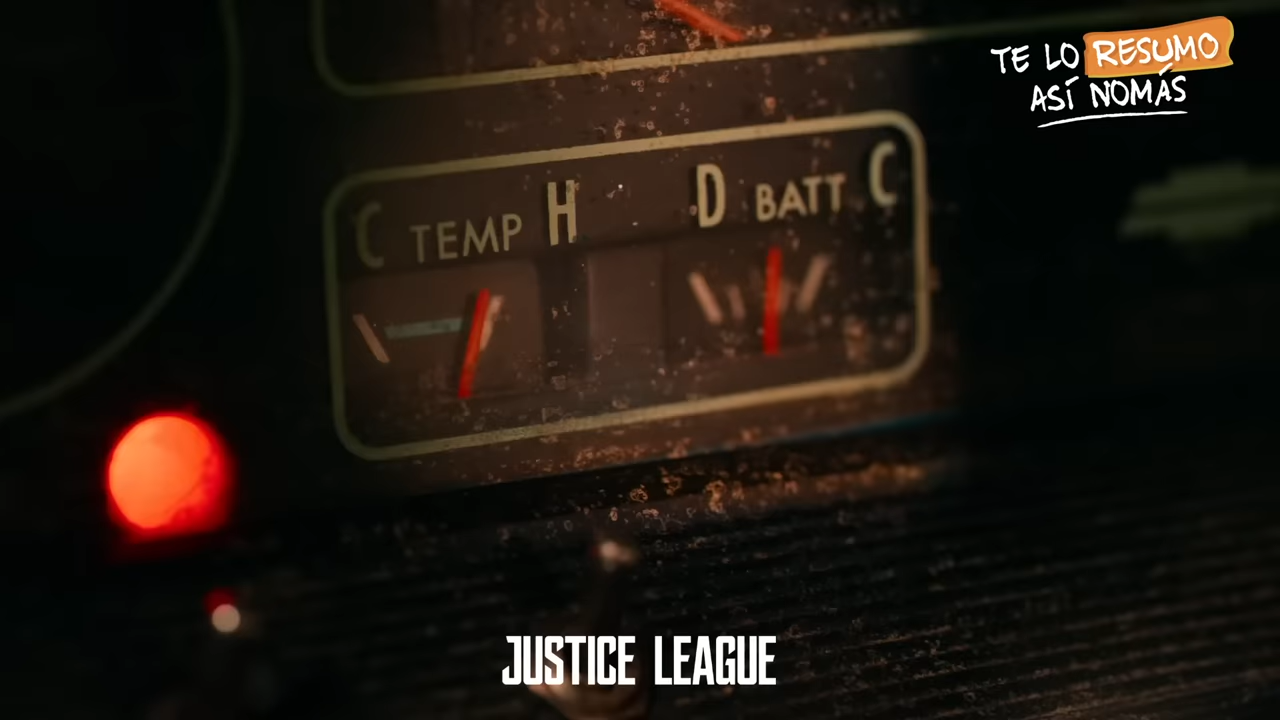 TE LO RESUMO
ASÍ NOMÁS
C TEMP H D BATT C
JUSTICE LEAGUE